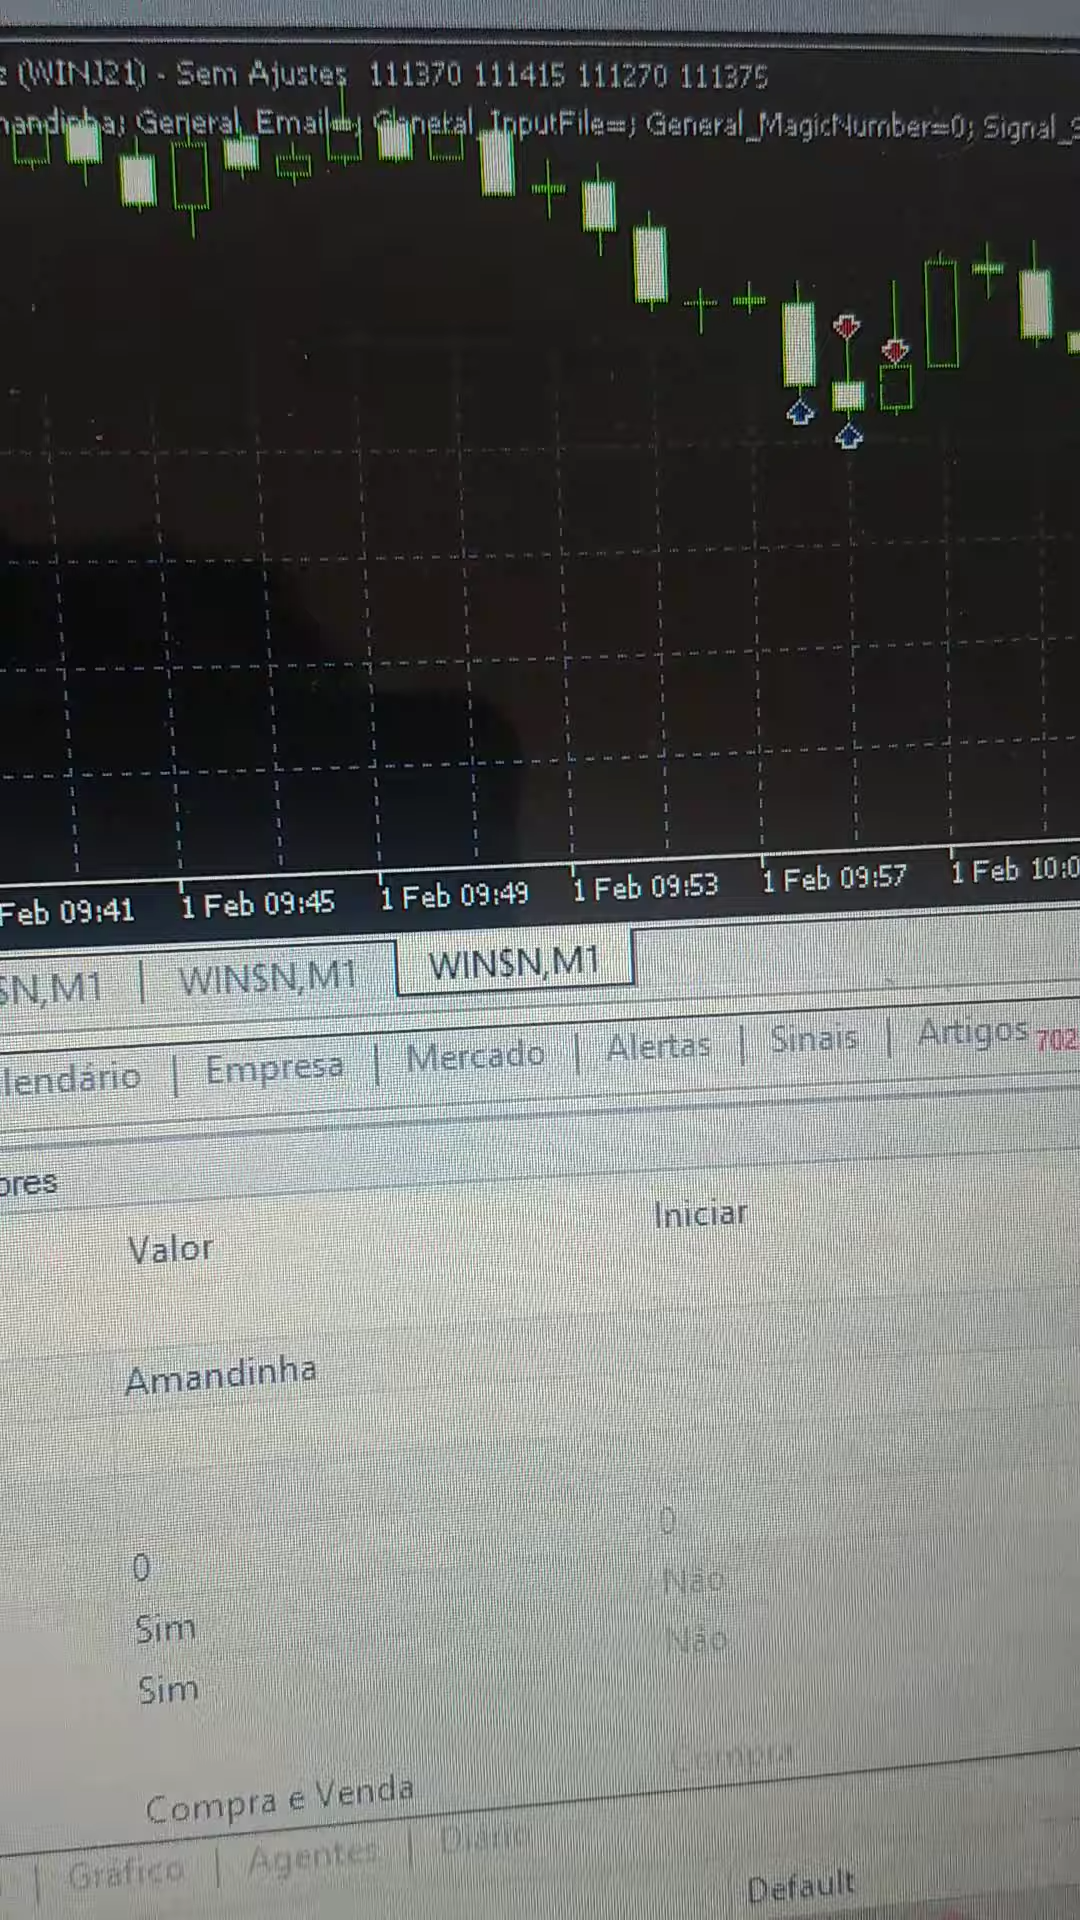 (WINJ21) - Sem Ajustes 111370 111415 111270 111375
General_Email=; General_InputFile=; General_MagicNumber=0; Signal_S
Feb 09:41 1 Feb 09:45 1 Feb 09:49 1 Feb 09:53 1 Feb 09:57 1 Feb 10:0
$N,M1 | WIN$N,M1 WIN$N,M1
lendário | Empresa | Mercado | Alertas | Sinais | Artigos 702
ores
Valor Iniciar
Amandinha
0 0
Sim Não
Sim Não
Compra e Venda Compra
Gráfico | Agentes | Diário
Default